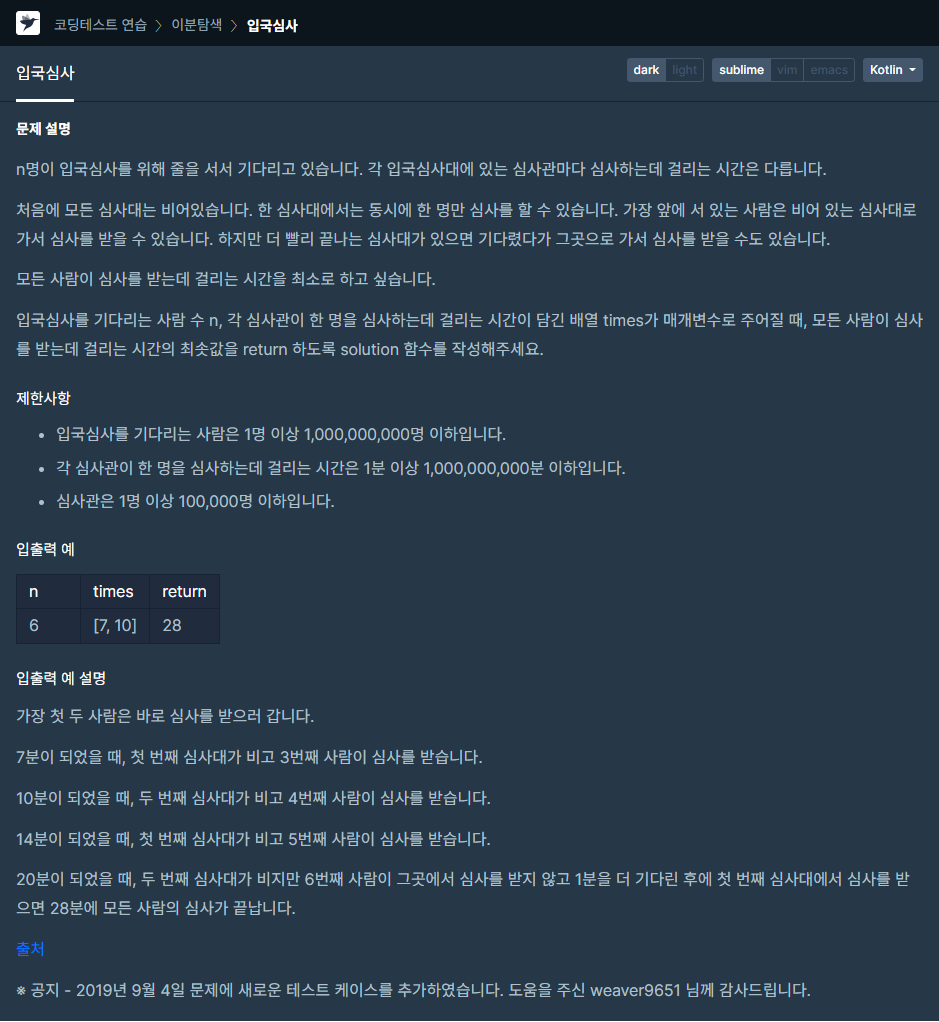 코딩테스트 연습 > 이분탐색 > 입국심사
입국심사
dark light sublime vim emacs Kotlin
문제 설명
n명이 입국심사를 위해 줄을 서서 기다리고 있습니다. 각 입국심사대에 있는 심사관마다 심사하는데 걸리는 시간은 다릅니다.
처음에 모든 심사대는 비어있습니다. 한 심사대에서는 동시에 한 명만 심사를 할 수 있습니다. 가장 앞에 서 있는 사람은 비어 있는 심사대로
가서 심사를 받을 수 있습니다. 하지만 더 빨리 끝나는 심사대가 있으면 기다렸다가 그곳으로 가서 심사를 받을 수도 있습니다.
모든 사람이 심사를 받는데 걸리는 시간을 최소로 하고 싶습니다.
입국심사를 기다리는 사람 수 n, 각 심사관이 한 명을 심사하는데 걸리는 시간이 담긴 배열 times가 매개변수로 주어질 때, 모든 사람이 심사
를 받는데 걸리는 시간의 최솟값을 return 하도록 solution 함수를 작성해주세요.
제한사항
• 입국심사를 기다리는 사람은 1명 이상 1,000,000,000명 이하입니다.
• 각 심사관이 한 명을 심사하는데 걸리는 시간은 1분 이상 1,000,000,000분 이하입니다.
• 심사관은 1명 이상 100,000명 이하입니다.
입출력 예
n times return
6 [7, 10] 28
입출력 예 설명
가장 첫 두 사람은 바로 심사를 받으러 갑니다.
7분이 되었을 때, 첫 번째 심사대가 비고 3번째 사람이 심사를 받습니다.
10분이 되었을 때, 두 번째 심사대가 비고 4번째 사람이 심사를 받습니다.
14분이 되었을 때, 첫 번째 심사대가 비고 5번째 사람이 심사를 받습니다.
20분이 되었을 때, 두 번째 심사대가 비지만 6번째 사람이 그곳에서 심사를 받지 않고 1분을 더 기다린 후에 첫 번째 심사대에서 심사를 받
으면 28분에 모든 사람의 심사가 끝납니다.
출처
※ 공지 - 2019년 9월 4일 문제에 새로운 테스트 케이스를 추가하였습니다. 도움을 주신 weaver9651 님께 감사드립니다.